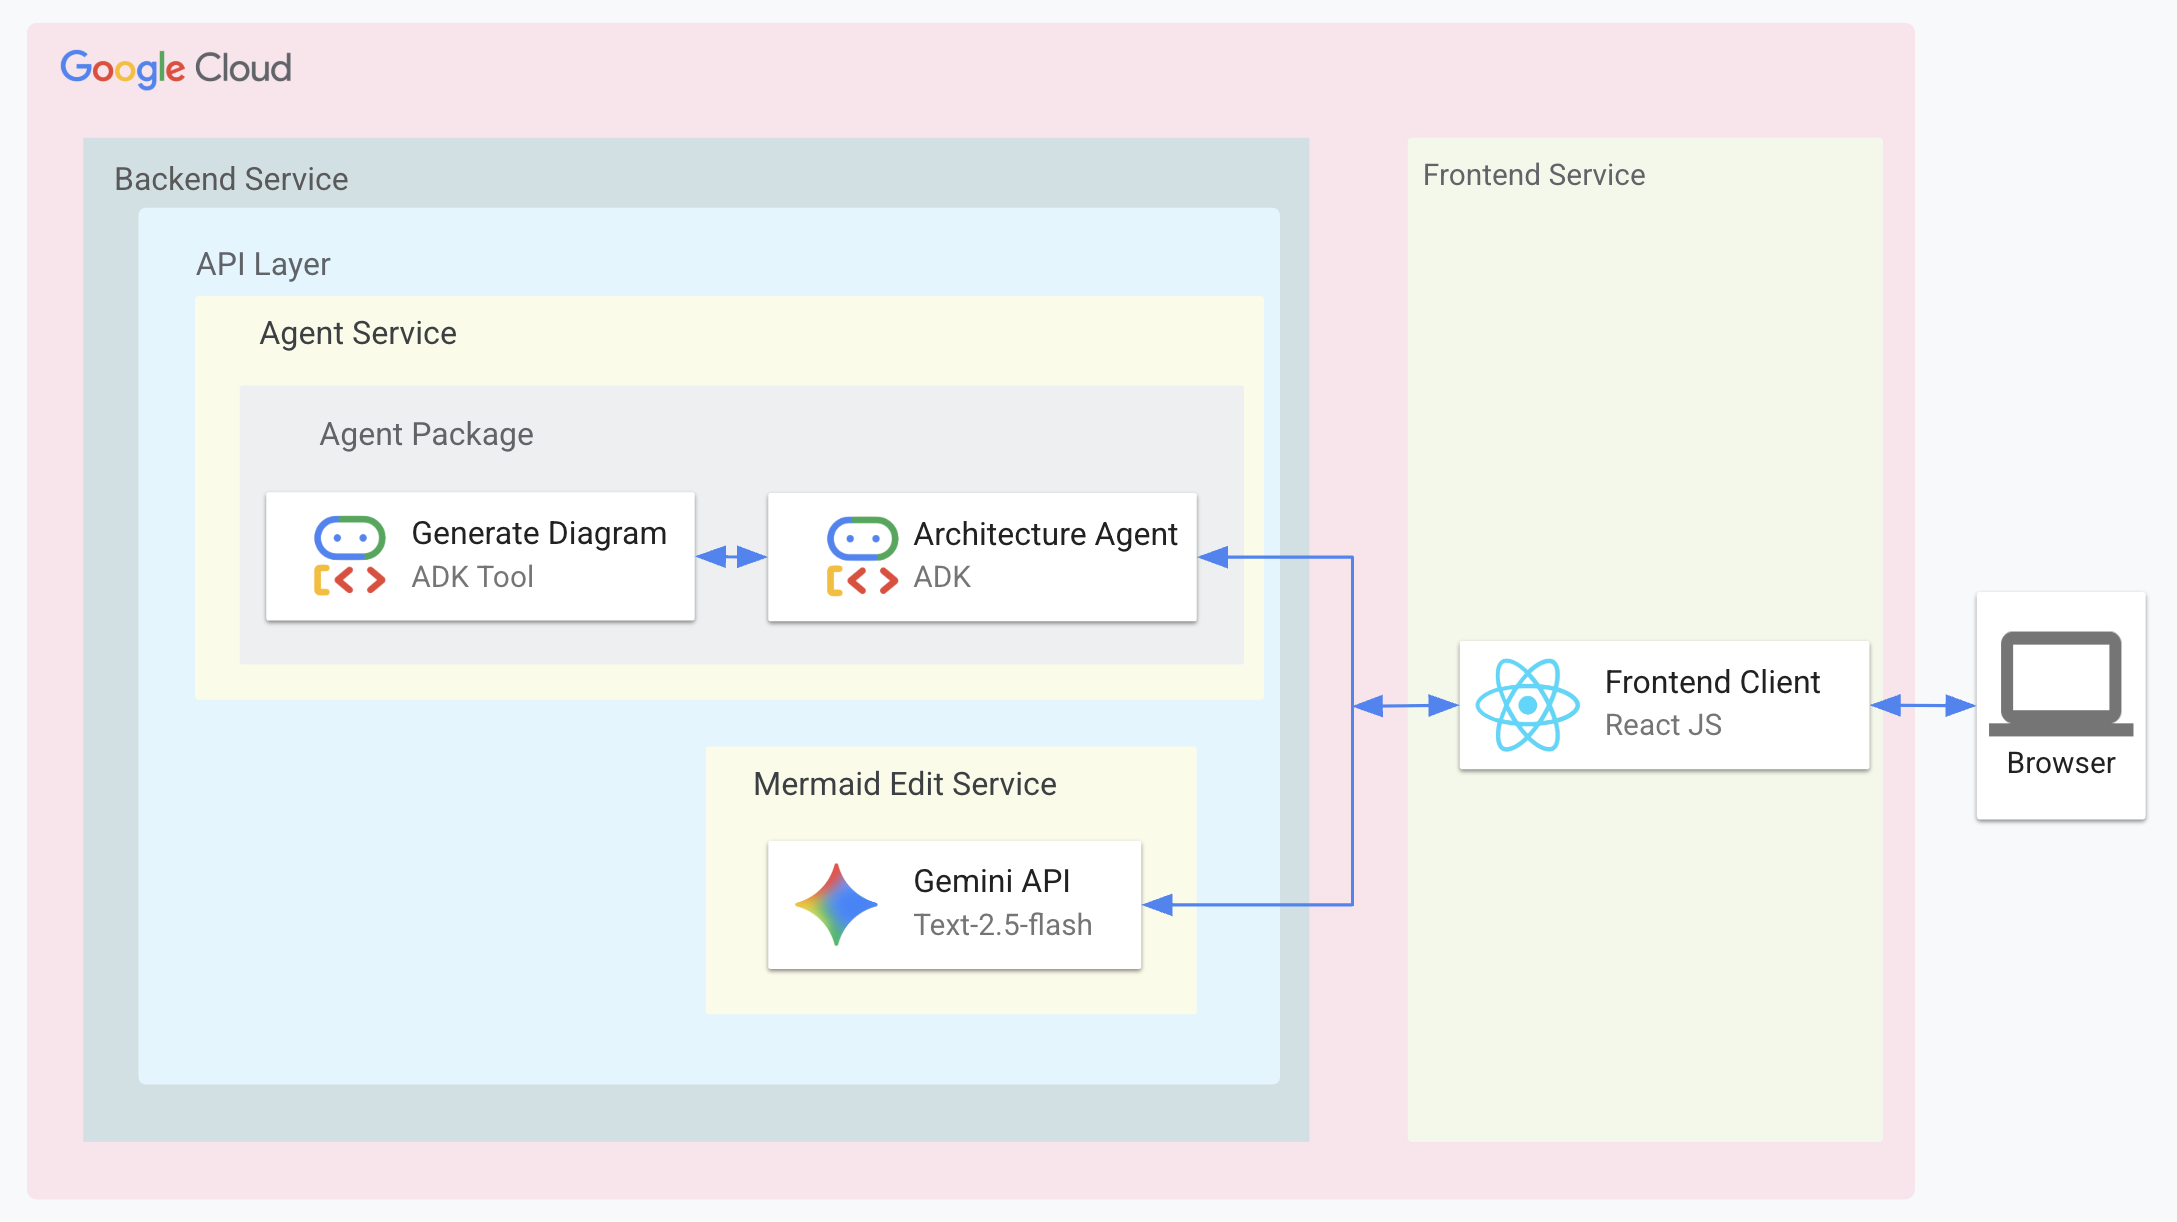 Google Cloud
Backend Service
API Layer
Agent Service
Agent Package
Generate Diagram
ADK Tool
Architecture Agent
ADK
Mermaid Edit Service
Gemini API
Text-2.5-flash
Frontend Service
Frontend Client
React JS
Browser